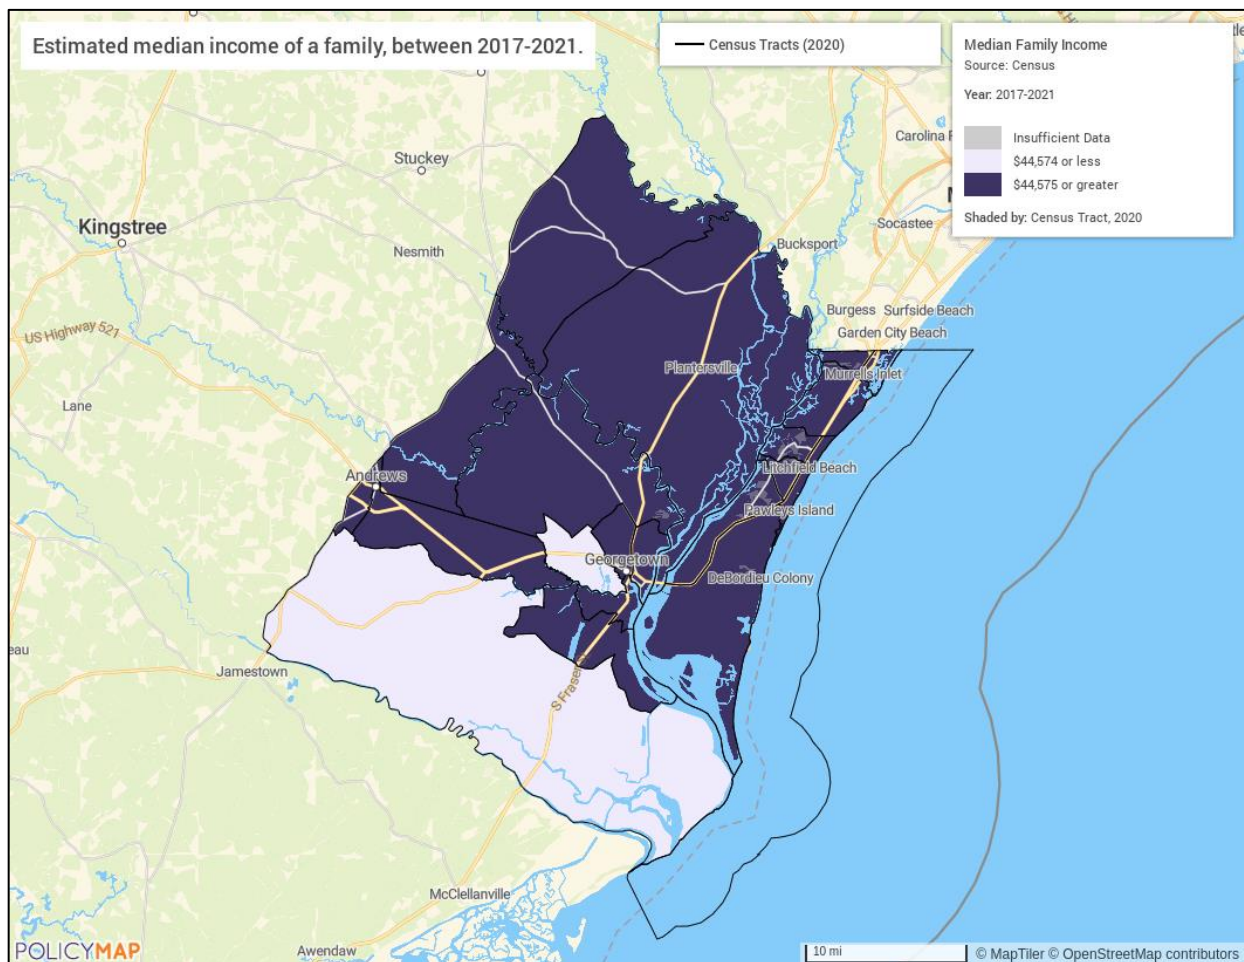 Estimated median income of a family, between 2017-2021.
Census Tracts (2020)
Median Family Income
Source: Census
Year: 2017-2021
Insufficient Data
$44,574 or less
$44,575 or greater
Shaded by: Census Tract, 2020
Carolina
Stuckey
Kingstree
Socastee
Bucksport
Nesmith
Burgess
Surfside Beach
US Highway 521
Garden City Beach
Plantersville
Murrells Inlet
Lane
Litchfield Beach
Andrews
Pawleys Island
Georgetown
DeBordieu Colony
Jamestown
S Fraser
McClellanville
Awendaw
POLICYMAP
10 mi
© MapTiler © OpenStreetMap contributors